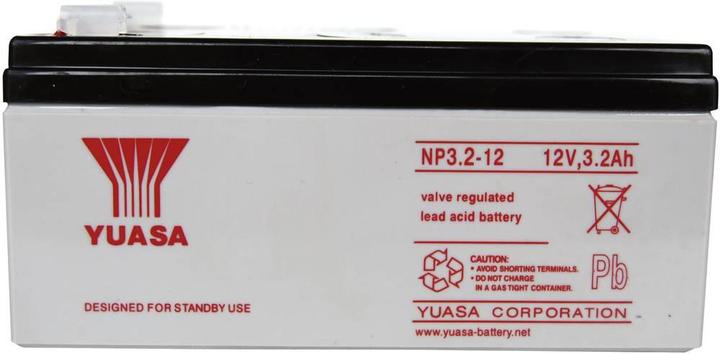 YUASA
DESIGNED FOR STANDBY USE
NP3.2-12 12V,3.2Ah
valve regulated
lead acid battery
CAUTION:
• AVOID SHORTING TERMINALS.
• DO NOT CHARGE
IN A GAS TIGHT CONTAINER.
Pb
YUASA CORPORATION
www.yuasa-battery.net